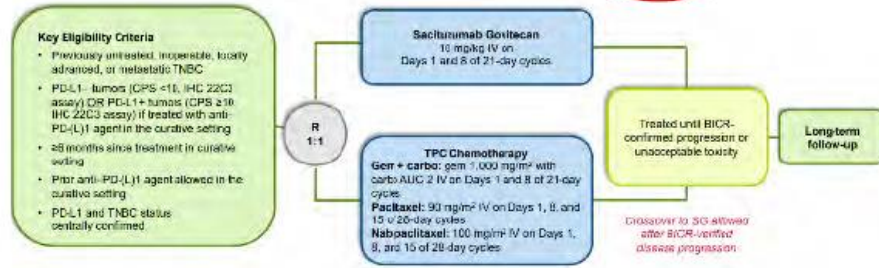 Key Eligibility Criteria
• Previously untreated, inoperable, locally
advanced, or metastatic TNBC
• PD-L1– tumors (CPS <10, IHC 22C3
assay) OR PD-L1+ tumors (CPS ≥10,
IHC 22C3 assay) if treated with anti-
PD-(L)1 agent in the curative setting
• ≥6 months since treatment in curative
setting
• Prior anti–PD-(L)1 agent allowed in the
curative setting
• PD-L1 and TNBC status
centrally confirmed
R
1:1
Sacituzumab Govitecan
10 mg/kg IV on
Days 1 and 8 of 21-day cycles
TPC Chemotherapy
Gem + carbo: gem 1,000 mg/m² with
carbo AUC 2 IV on Days 1 and 8 of 21-day
cycles
Paclitaxel: 90 mg/m² IV on Days 1, 8, and
15 of 28-day cycles
Nabpaclitaxel: 100 mg/m² IV on Days 1,
8, and 15 of 28-day cycles
Treated until BICR-
confirmed progression or
unacceptable toxicity
Crossover to SG allowed
after BICR-verified
disease progression
Long-term
follow-up